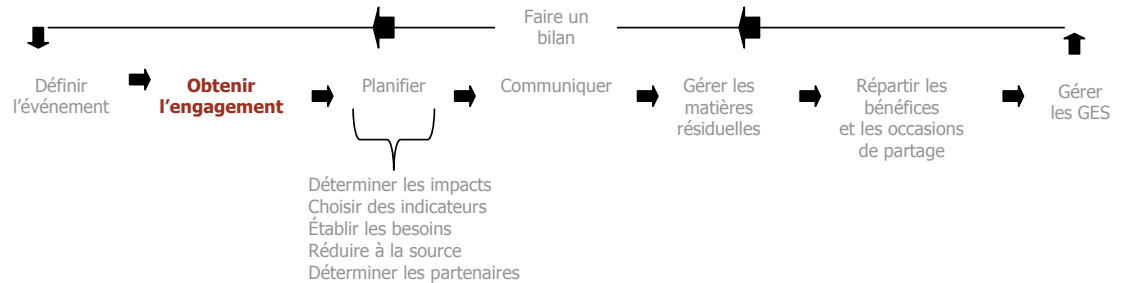 Faire un
bilan
Définir
l'événement
Obtenir
l'engagement
Planifier
Communiquer
Gérer les
matières
résiduelles
Répartir les
bénéfices
et les occasions
de partage
Gérer
les GES
Déterminer les impacts
Choisir des indicateurs
Établir les besoins
Réduire à la source
Déterminer les partenaires